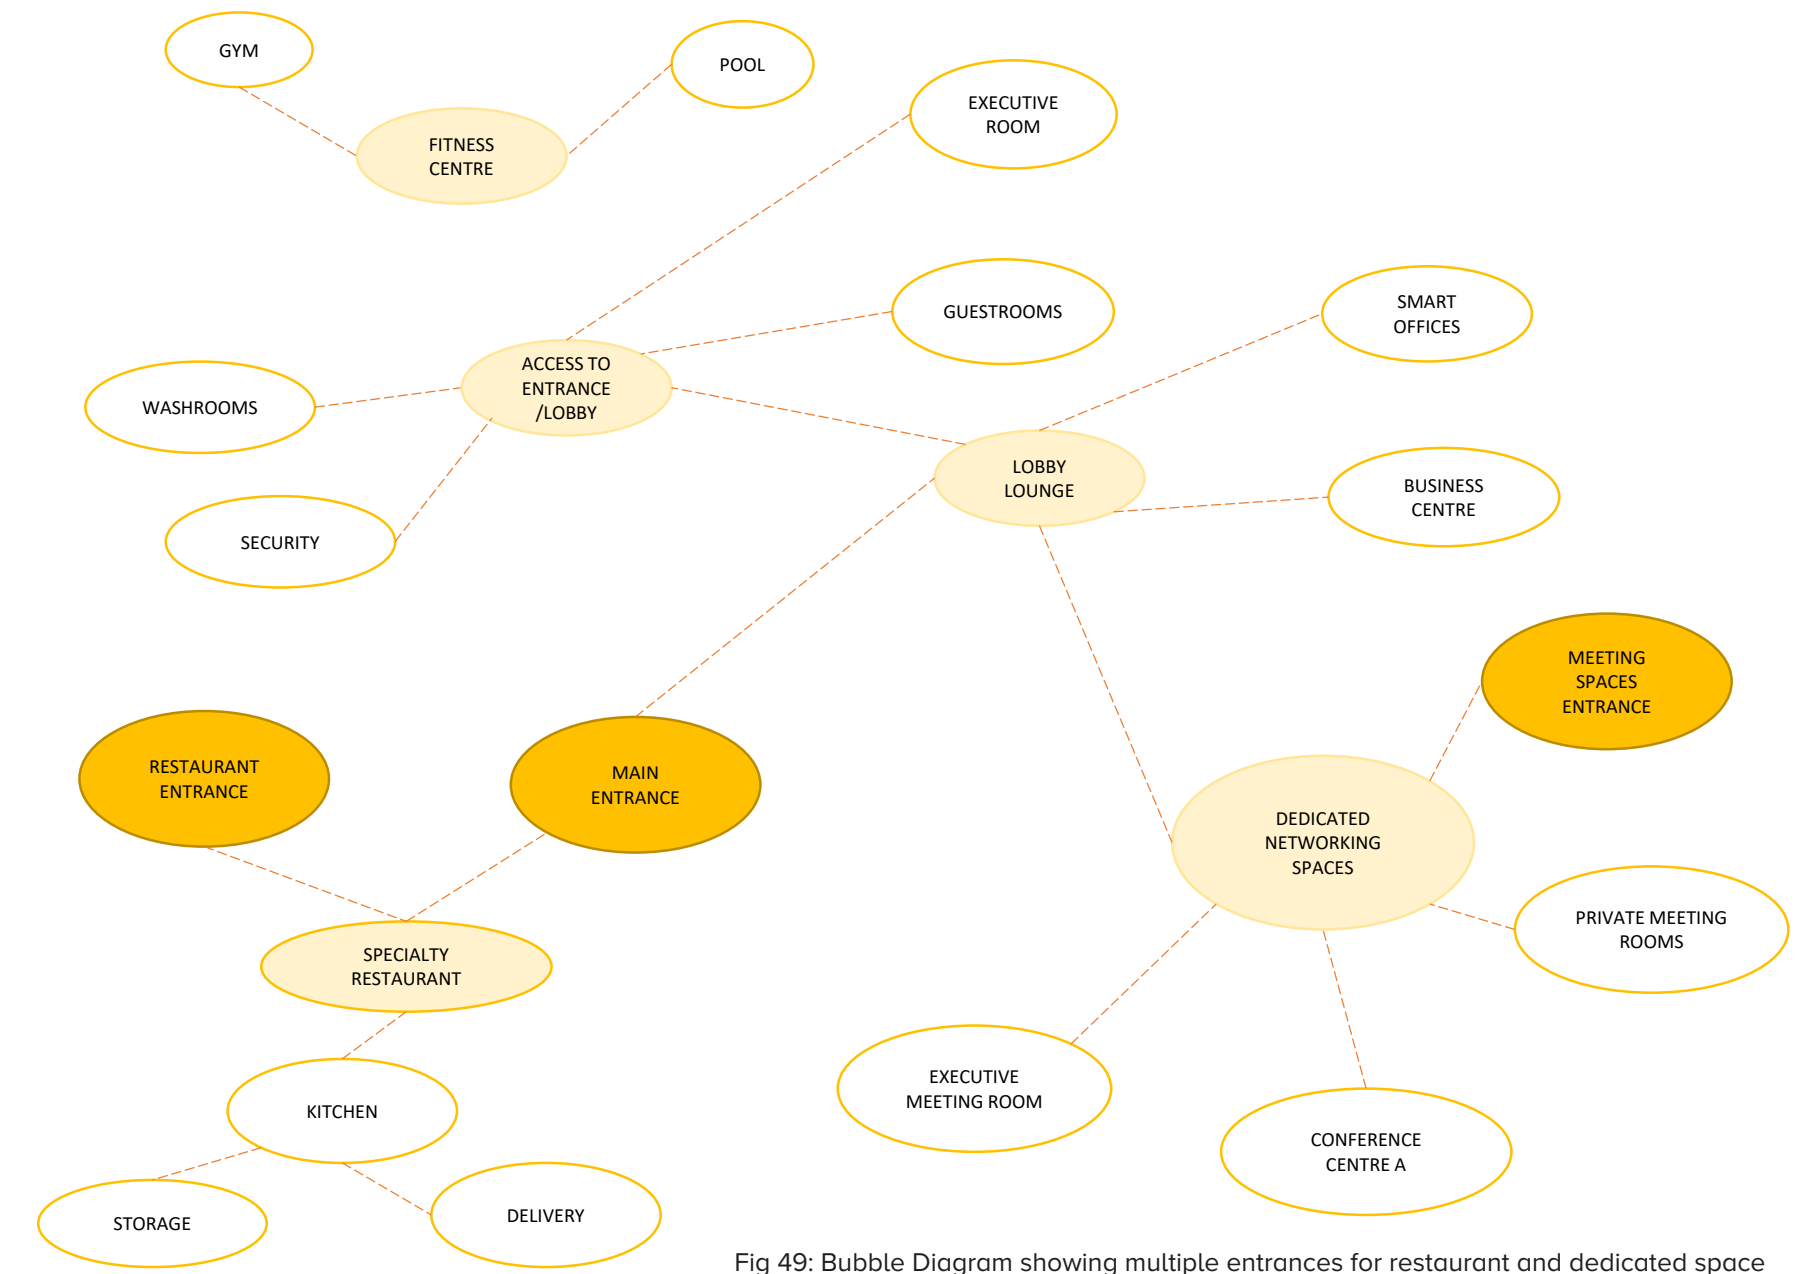 GYM
POOL
EXECUTIVE
ROOM
FITNESS
CENTRE
GUESTROOMS
SMART
OFFICES
ACCESS TO
ENTRANCE
/LOBBY
WASHROOMS
LOBBY
LOUNGE
BUSINESS
CENTRE
SECURITY
MEETING
SPACES
ENTRANCE
RESTAURANT
ENTRANCE
MAIN
ENTRANCE
DEDICATED
NETWORKING
SPACES
PRIVATE MEETING
ROOMS
SPECIALTY
RESTAURANT
EXECUTIVE
MEETING ROOM
KITCHEN
CONFERENCE
CENTRE A
STORAGE
DELIVERY
Fig 49: Bubble Diagram showing multiple entrances for restaurant and dedicated space